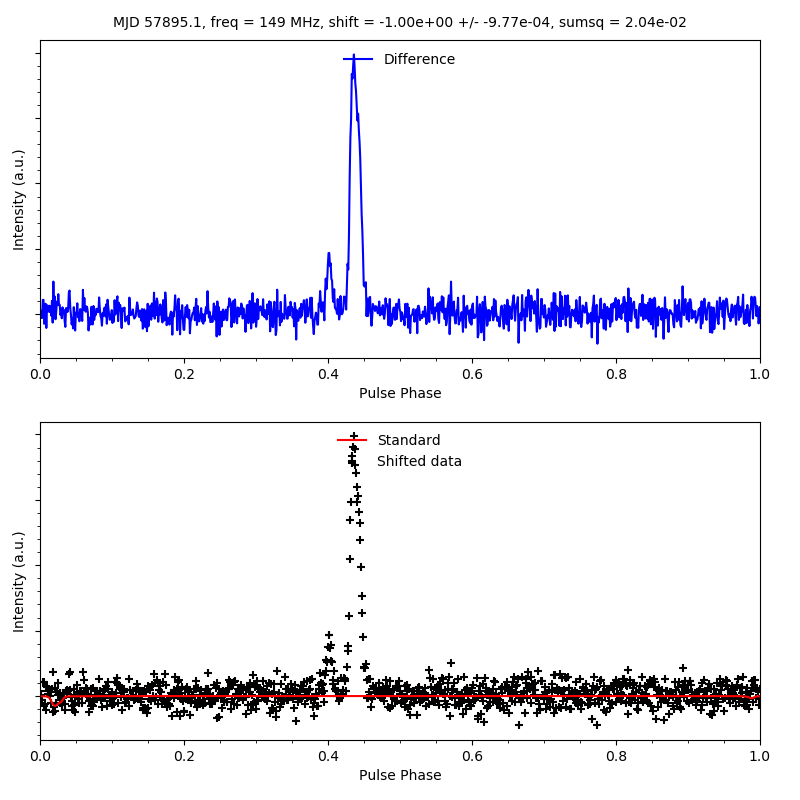 MJD 57895.1, freq = 149 MHz, shift = -1.00e+00 +/- -9.77e-04, sumsq = 2.04e-02
Difference
Intensity (a.u.)
0.0 0.2 0.4 0.6 0.8 1.0
Pulse Phase
Standard
Shifted data
Intensity (a.u.)
0.0 0.2 0.4 0.6 0.8 1.0
Pulse Phase